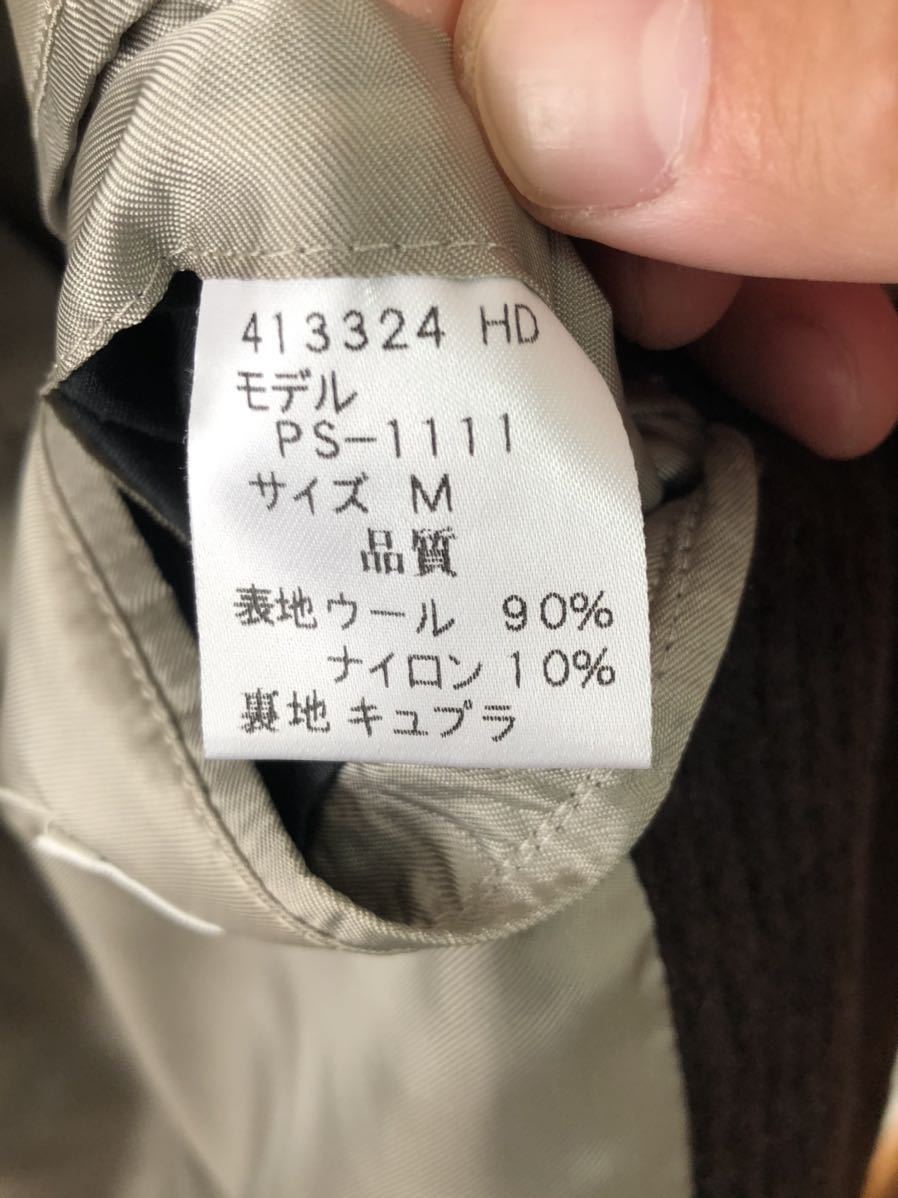 413324 HD
モデル
PS-1111
サイズ M
品質
表地 ウール 90%
ナイロン 10%
裏地 キュプラ